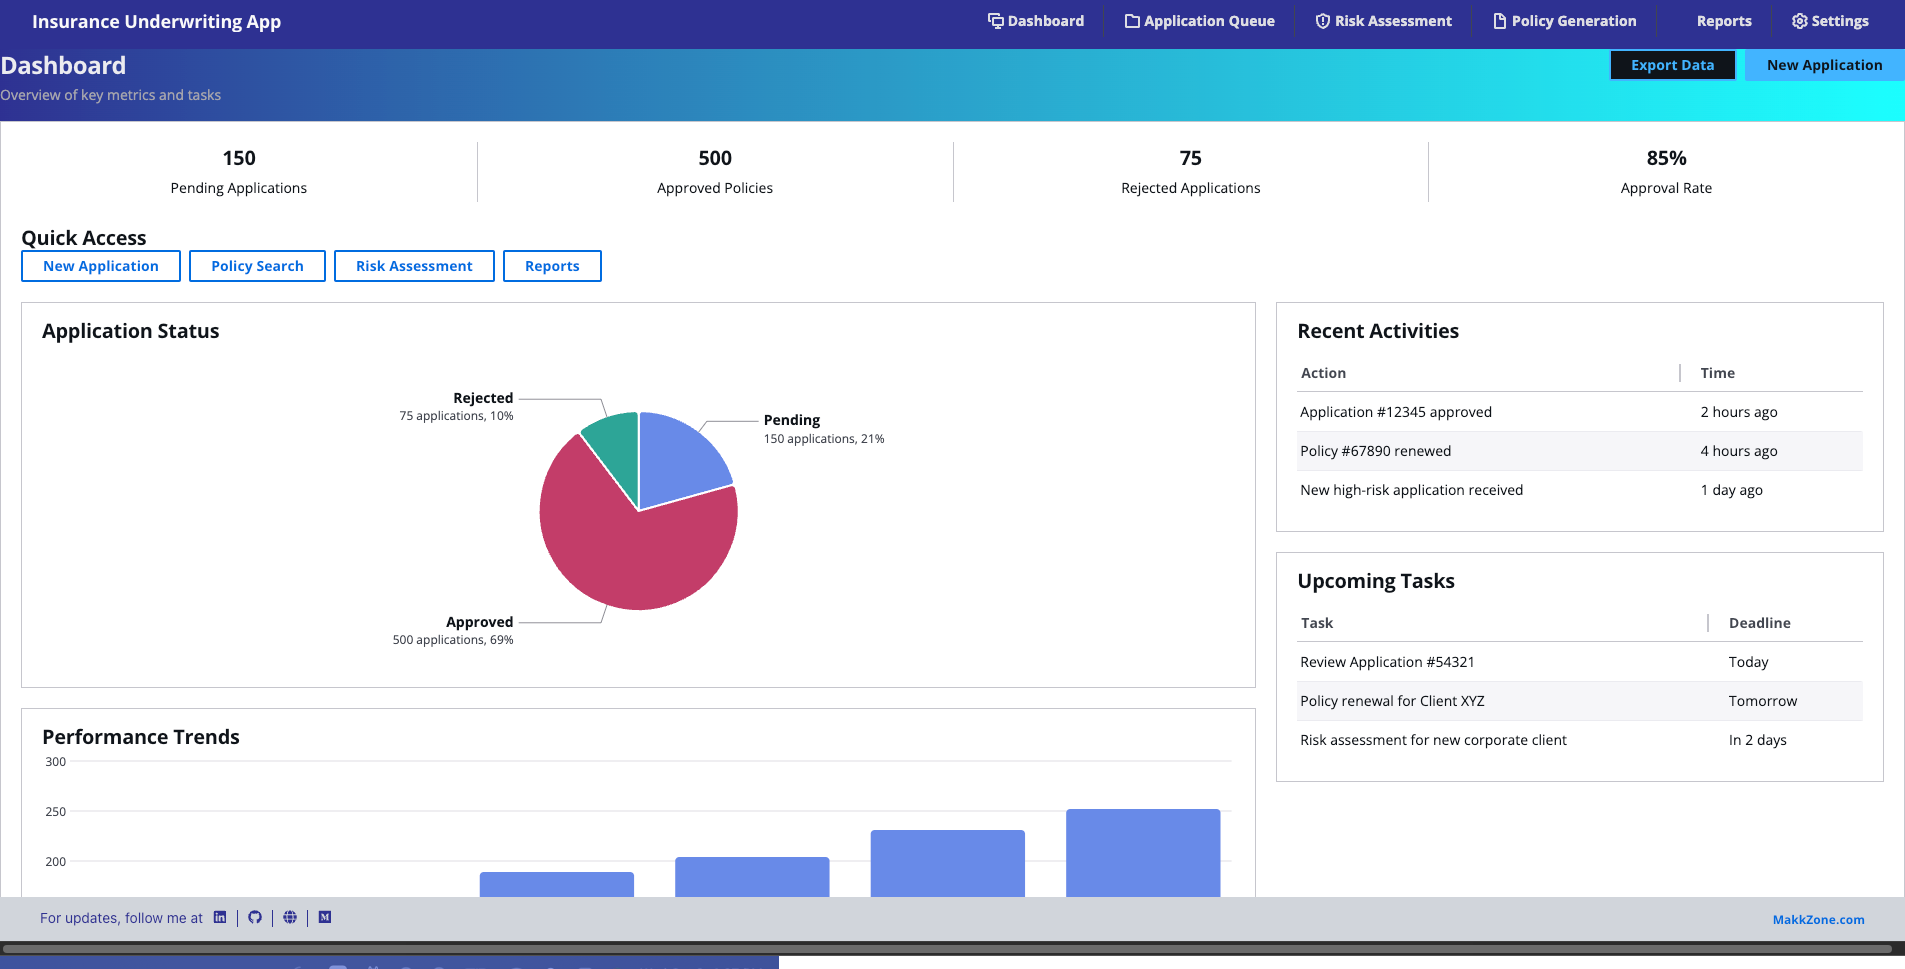 Insurance Underwriting App
Dashboard
Application Queue
Risk Assessment
Policy Generation
Reports
Settings
Dashboard
Overview of key metrics and tasks
Export Data
New Application
150
Pending Applications
500
Approved Policies
75
Rejected Applications
85%
Approval Rate
Quick Access
New Application
Policy Search
Risk Assessment
Reports
Application Status
Rejected
75 applications, 10%
Pending
150 applications, 21%
Approved
500 applications, 69%
Performance Trends
300
250
200
Recent Activities
Action Time
Application #12345 approved 2 hours ago
Policy #67890 renewed 4 hours ago
New high-risk application received 1 day ago
Upcoming Tasks
Task Deadline
Review Application #54321 Today
Policy renewal for Client XYZ Tomorrow
Risk assessment for new corporate client In 2 days
For updates, follow me at
MakkZone.com